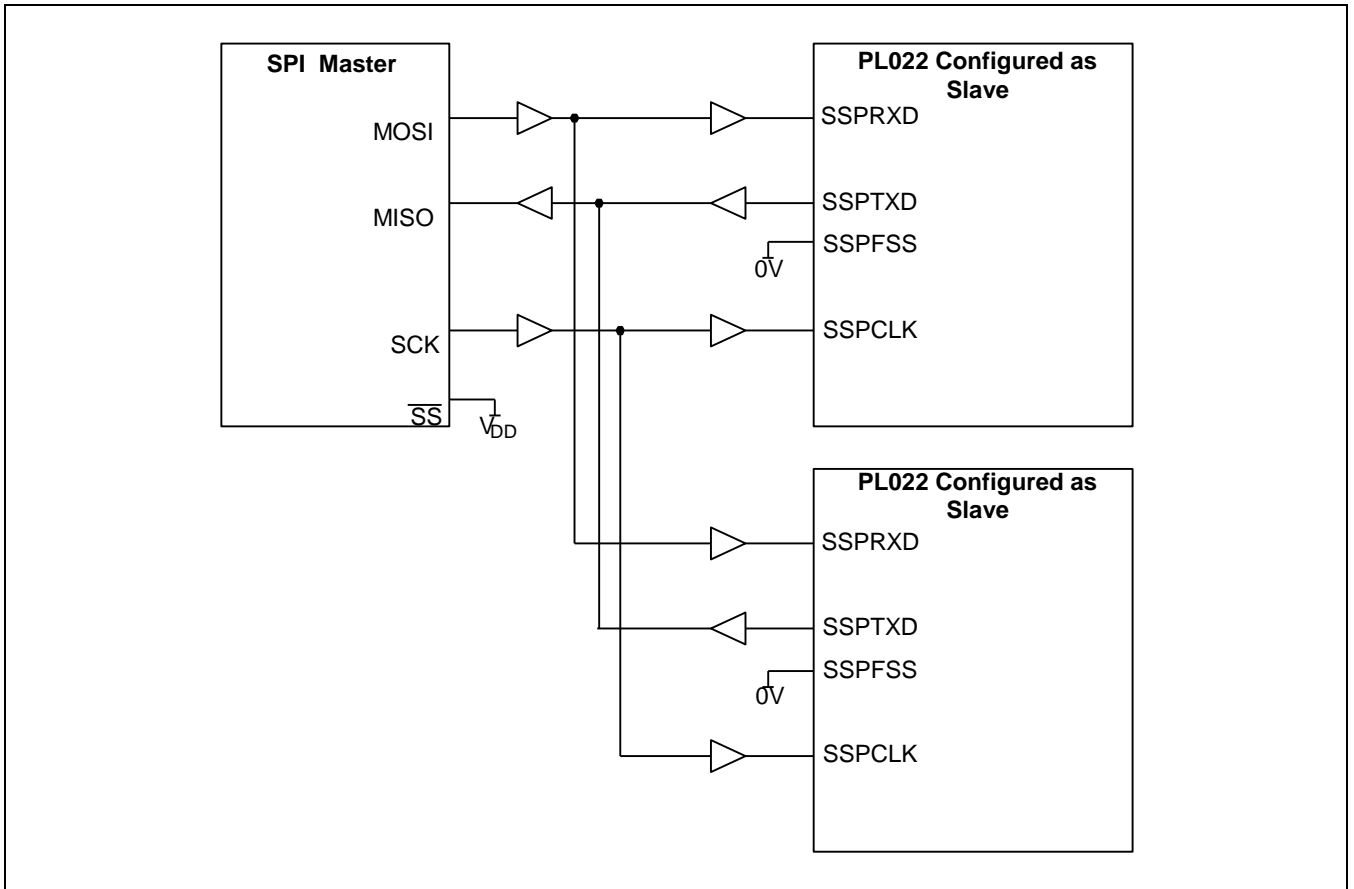 SPI Master
MOSI
MISO
SCK
SS
VDD
PL022 Configured as
Slave
SSPRXD
SSPTXD
SSPFSS
0V
SSPCLK
PL022 Configured as
Slave
SSPRXD
SSPTXD
SSPFSS
0V
SSPCLK